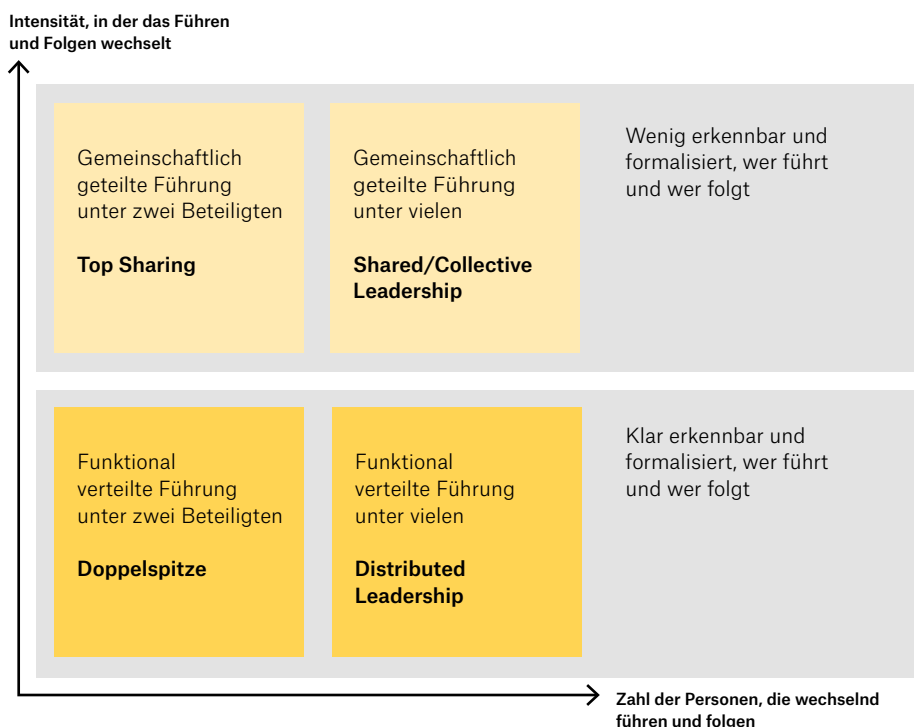 Intensität, in der das Führen
und Folgen wechselt
Gemeinschaftlich
geteilte Führung
unter zwei Beteiligten
Top Sharing
Gemeinschaftlich
geteilte Führung
unter vielen
Shared/Collective
Leadership
Wenig erkennbar und
formalisiert, wer führt
und wer folgt
Funktional
verteilte Führung
unter zwei Beteiligten
Doppelspitze
Funktional
verteilte Führung
unter vielen
Distributed
Leadership
Klar erkennbar und
formalisiert, wer führt
und wer folgt
Zahl der Personen, die wechselnd
führen und folgen